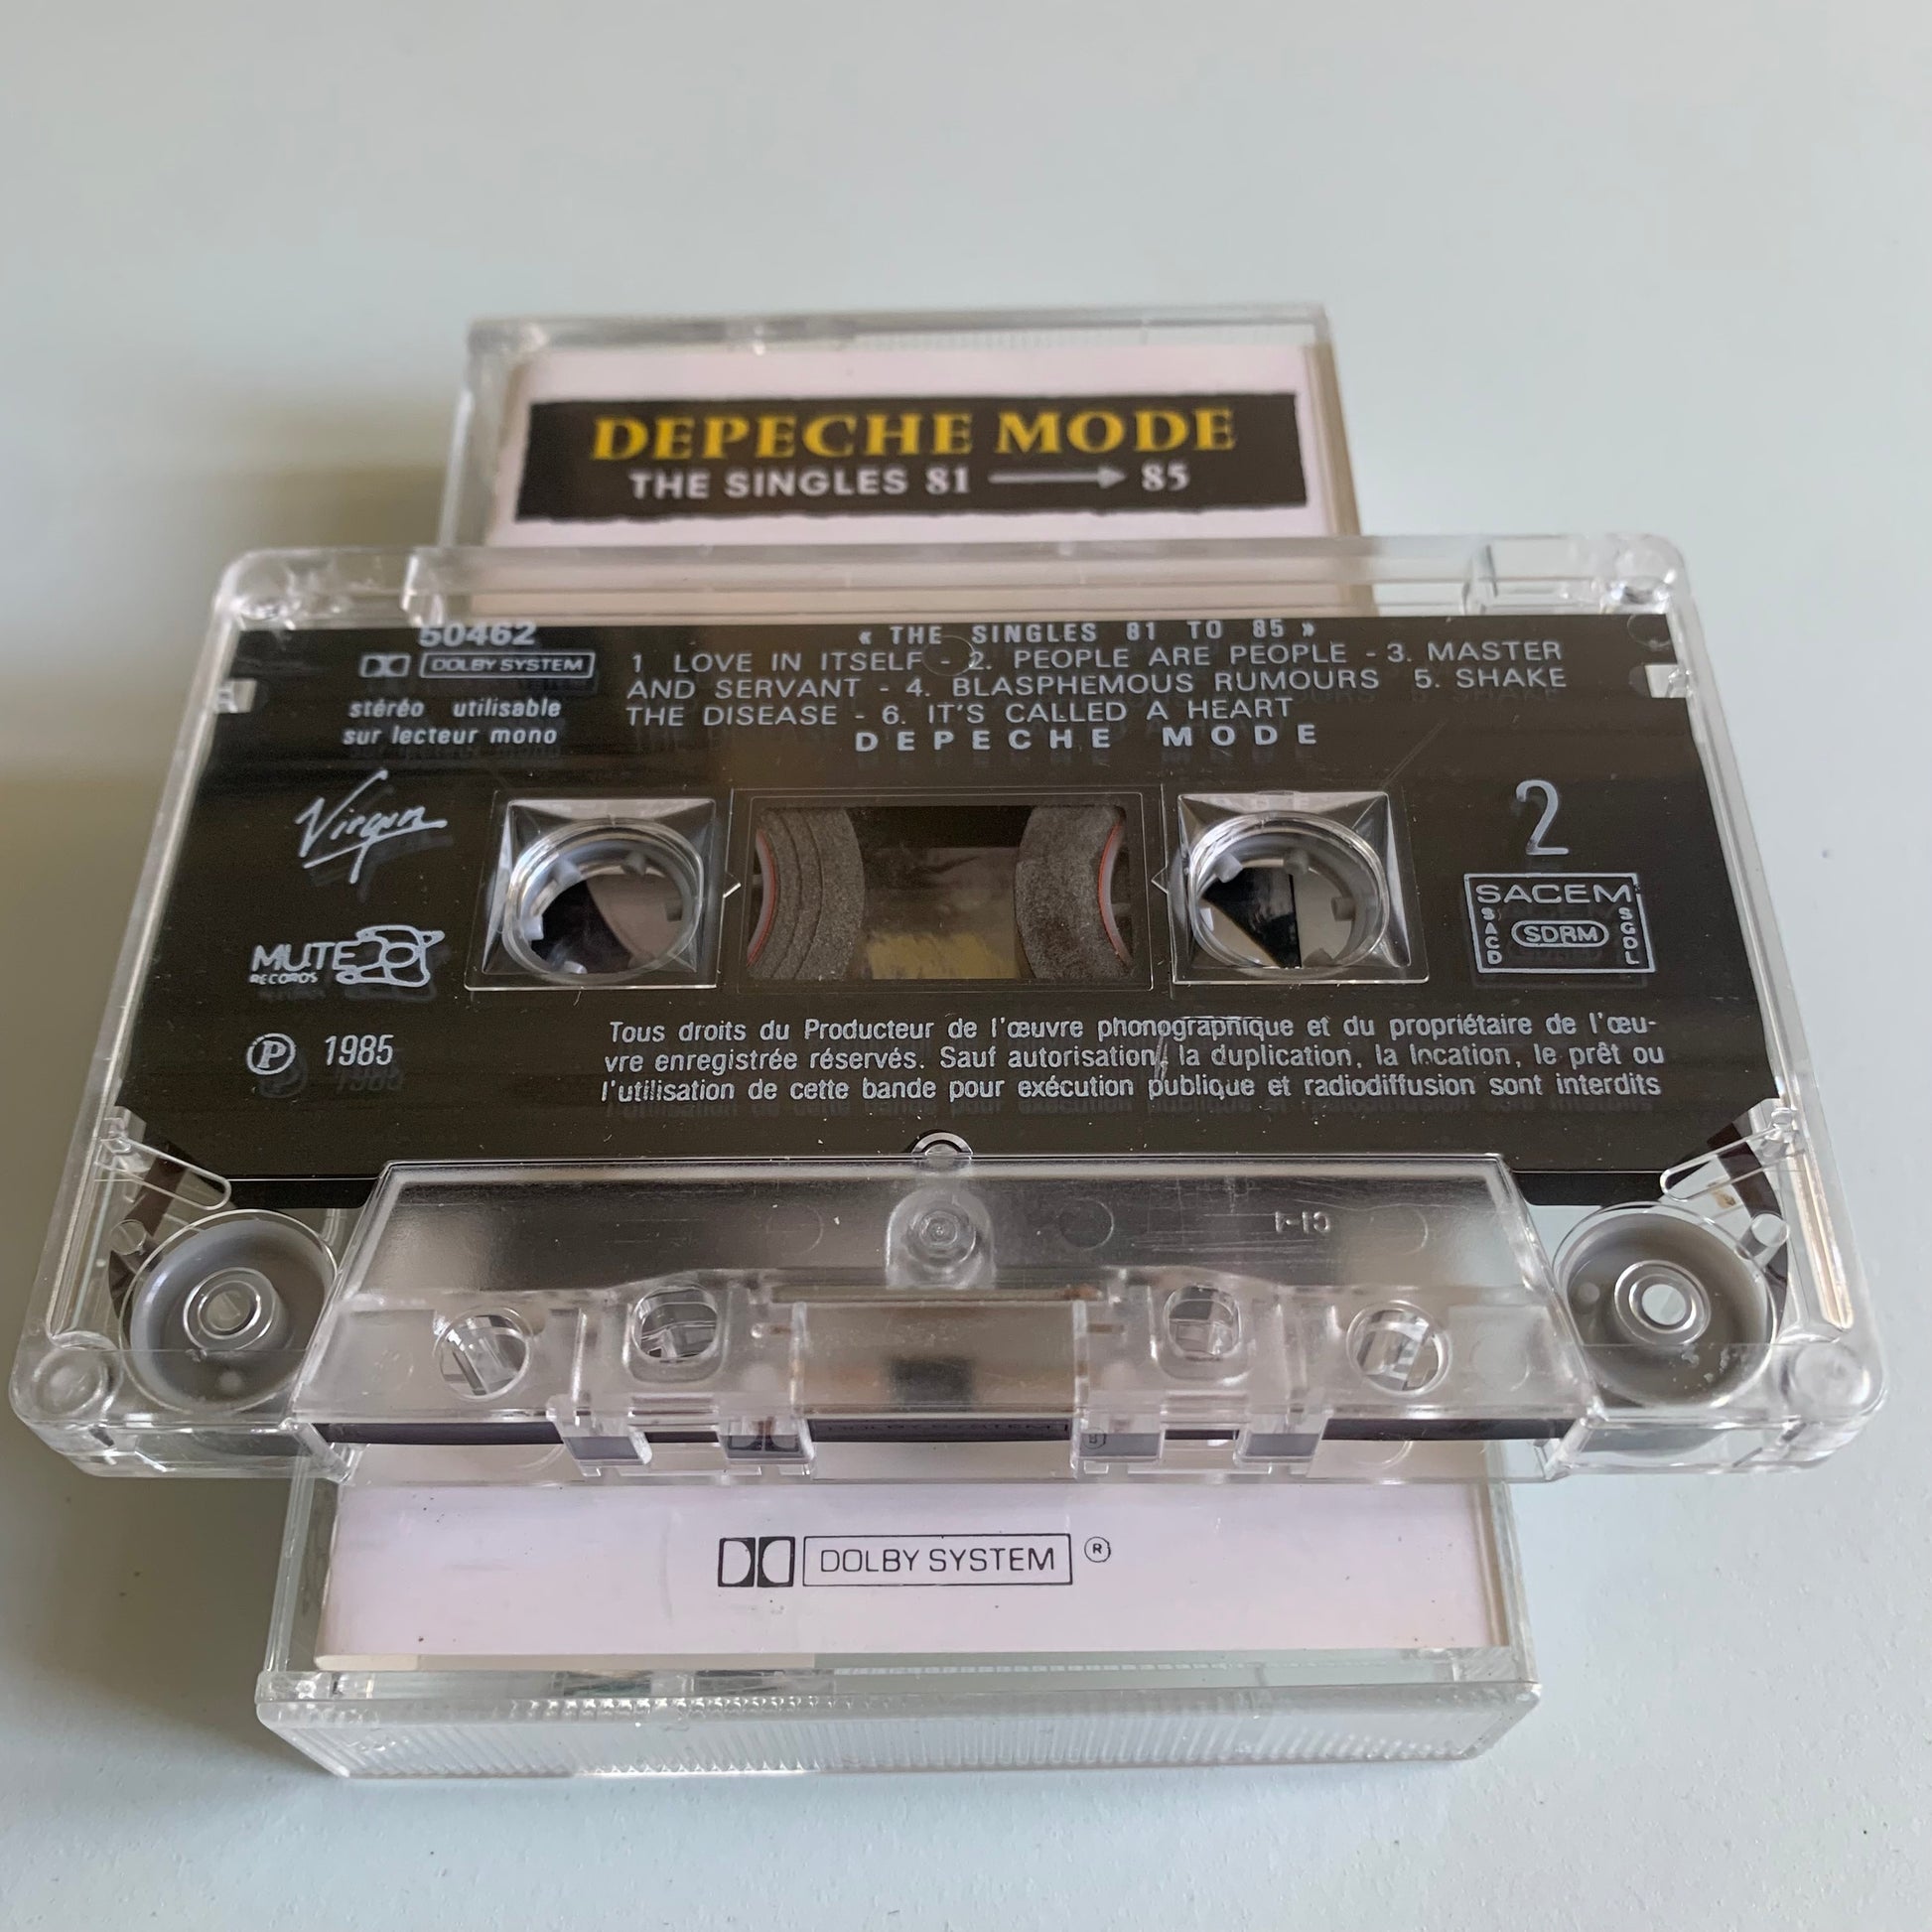 DEPECHE MODE
THE SINGLES 81 → 85
50462
DOLBY SYSTEM
stéréo utilisable
sur lecteur mono
« THE SINGLES 81 TO 85 »
1 LOVE IN ITSELF - 2. PEOPLE ARE PEOPLE - 3. MASTER
AND SERVANT - 4. BLASPHEMOUS RUMOURS 5. SHAKE
THE DISEASE - 6. IT'S CALLED A HEART
DEPECHE MODE
Virgin
2
MUTE
RECORDS
SACEM
SACD
SDRM
SGDL
℗ 1985
Tous droits du Producteur de l'œuvre phonographique et du propriétaire de l'œu-
vre enregistrée réservés. Sauf autorisation, la duplication, la location, le prêt ou
l'utilisation de cette bande pour exécution publique et radiodiffusion sont interdits
DOLBY SYSTEM ®